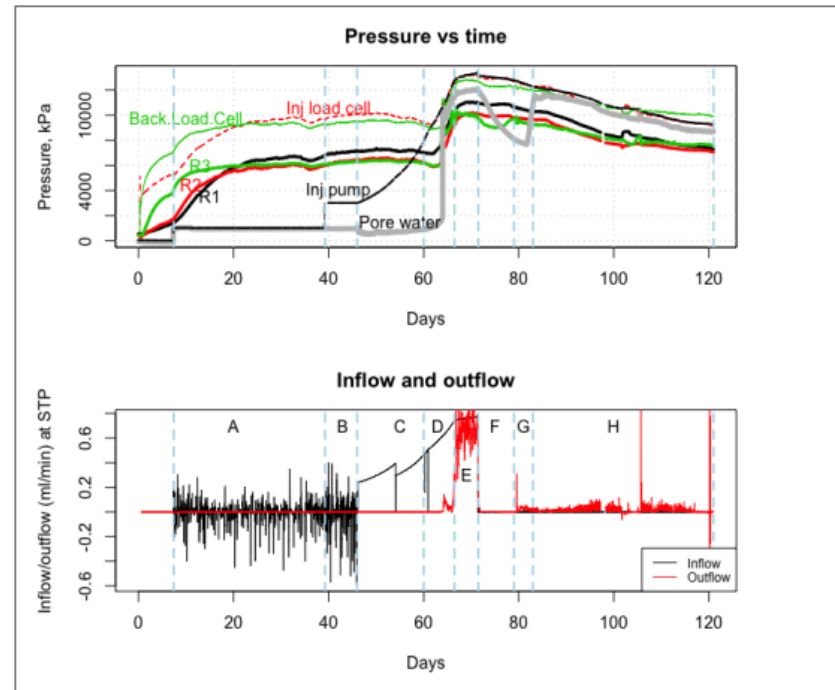 Pressure vs time
Pressure, kPa
0 4000 10000
Back.Load.Cell
Inj load.cell
R3
R2
R1
Inj pump
Pore water
0 20 40 60 80 100 120
Days
Inflow and outflow
Inflow/outflow (ml/min) at STP
-0.6 -0.2 0.2 0.6
A B C D E F G H
Inflow
Outflow
0 20 40 60 80 100 120
Days